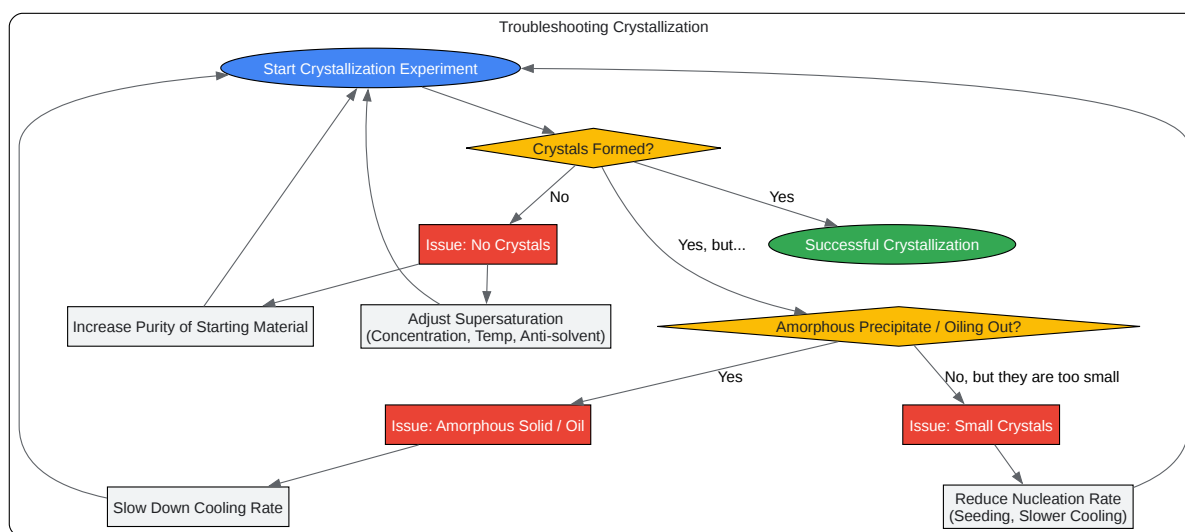 Troubleshooting Crystallization
Start Crystallization Experiment
Crystals Formed?
No
Yes
Issue: No Crystals
Yes, but...
Successful Crystallization
Increase Purity of Starting Material
Adjust Supersaturation
(Concentration, Temp, Anti-solvent)
Amorphous Precipitate / Oiling Out?
Yes
No, but they are too small
Issue: Amorphous Solid / Oil
Issue: Small Crystals
Slow Down Cooling Rate
Reduce Nucleation Rate
(Seeding, Slower Cooling)